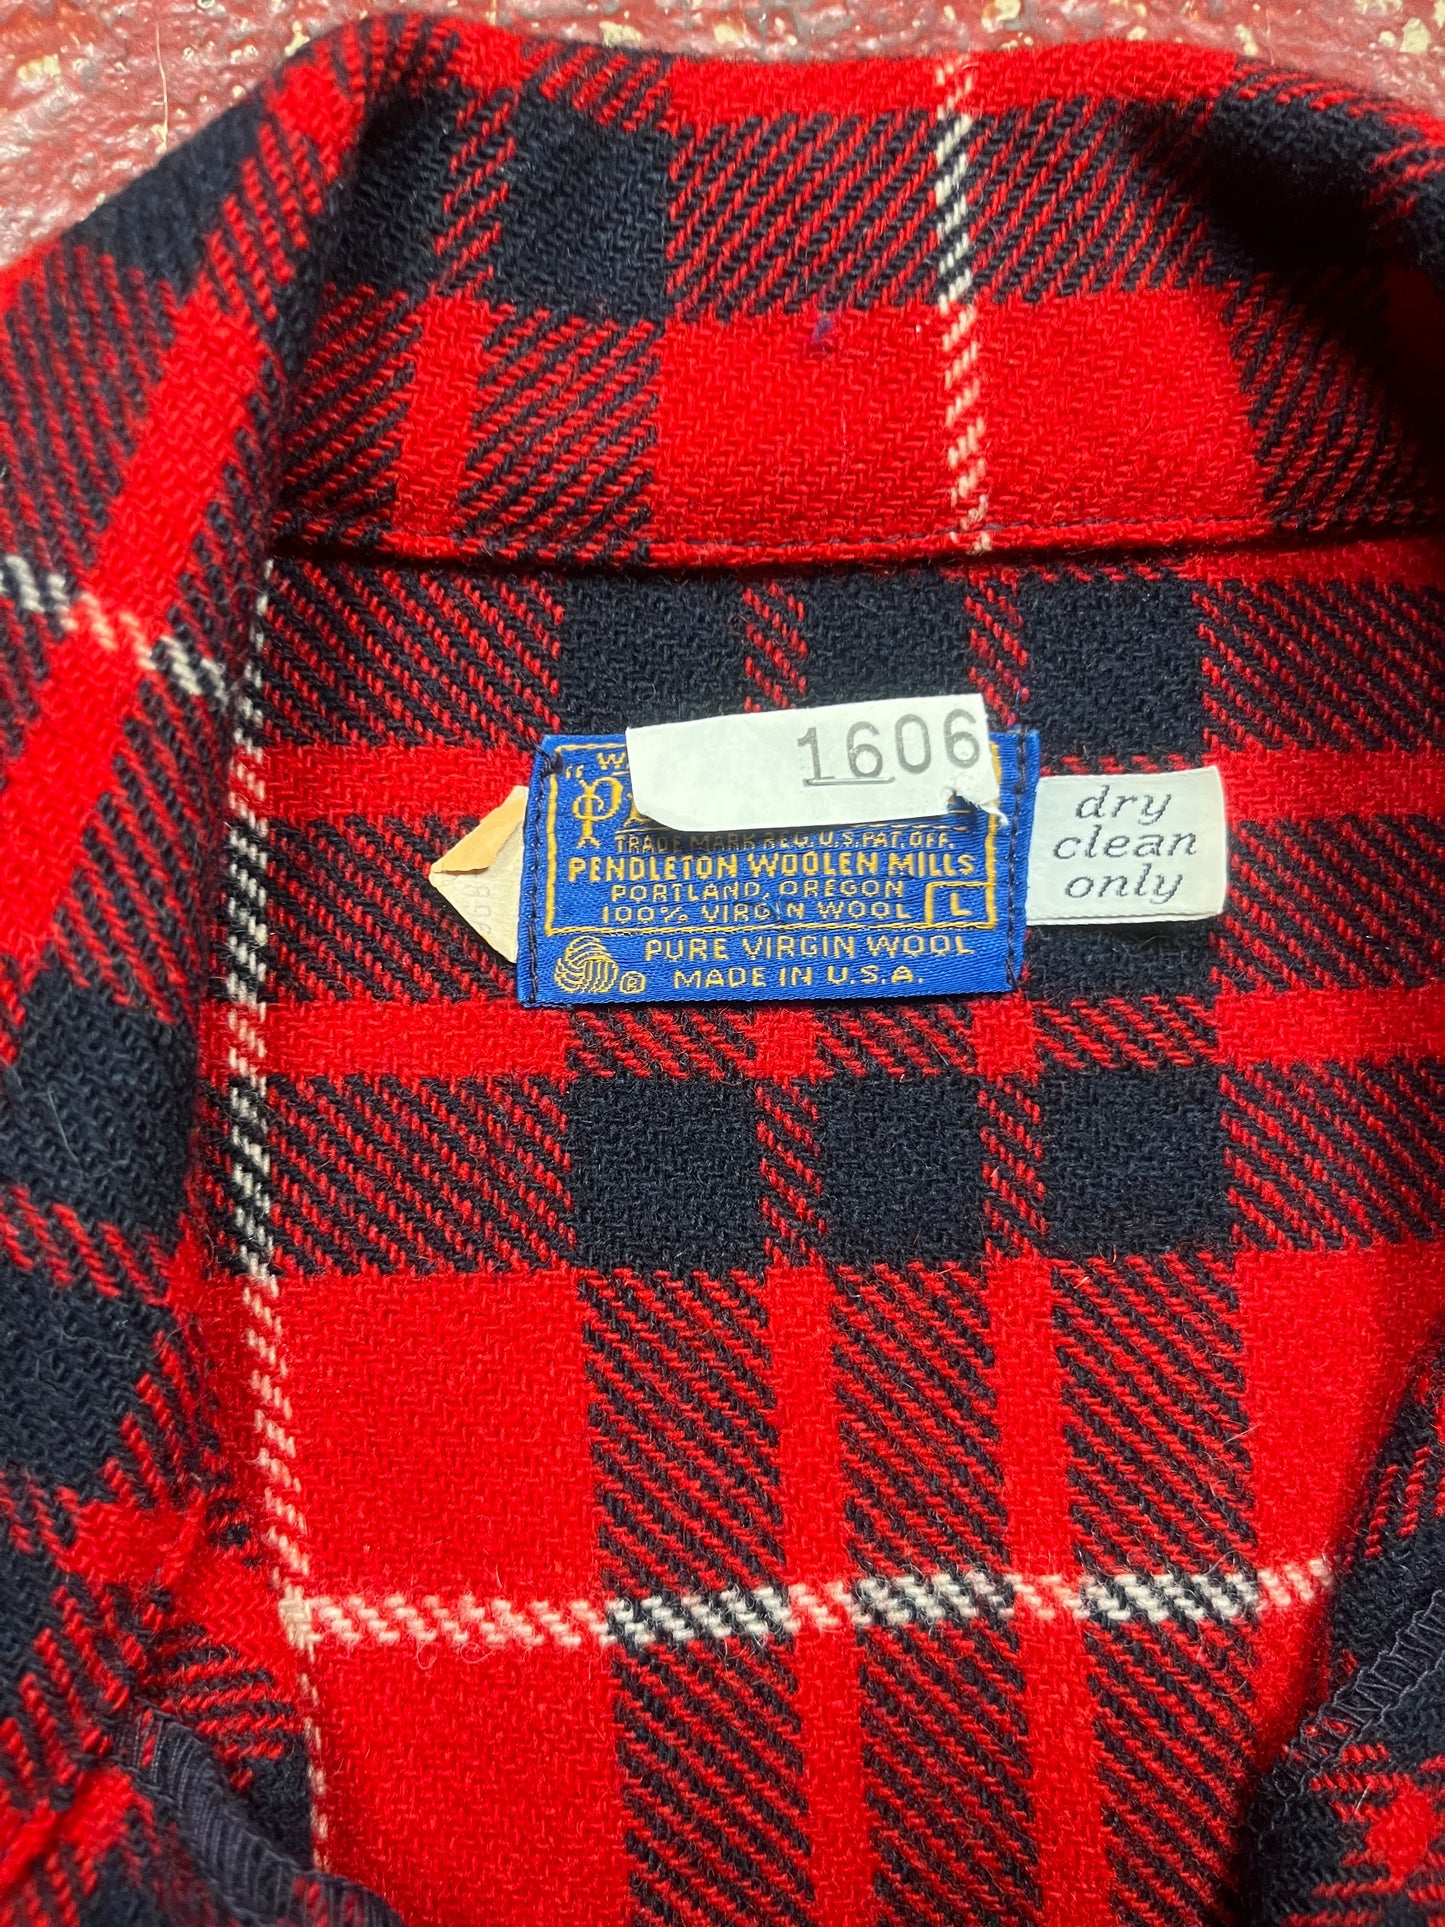 1606
TRADE MARK REG. U.S. PAT. OFF.
PENDLETON WOOLEN MILLS
PORTLAND, OREGON
100% VIRGIN WOOL
L
PURE VIRGIN WOOL
® MADE IN U.S.A.
dry
clean
only